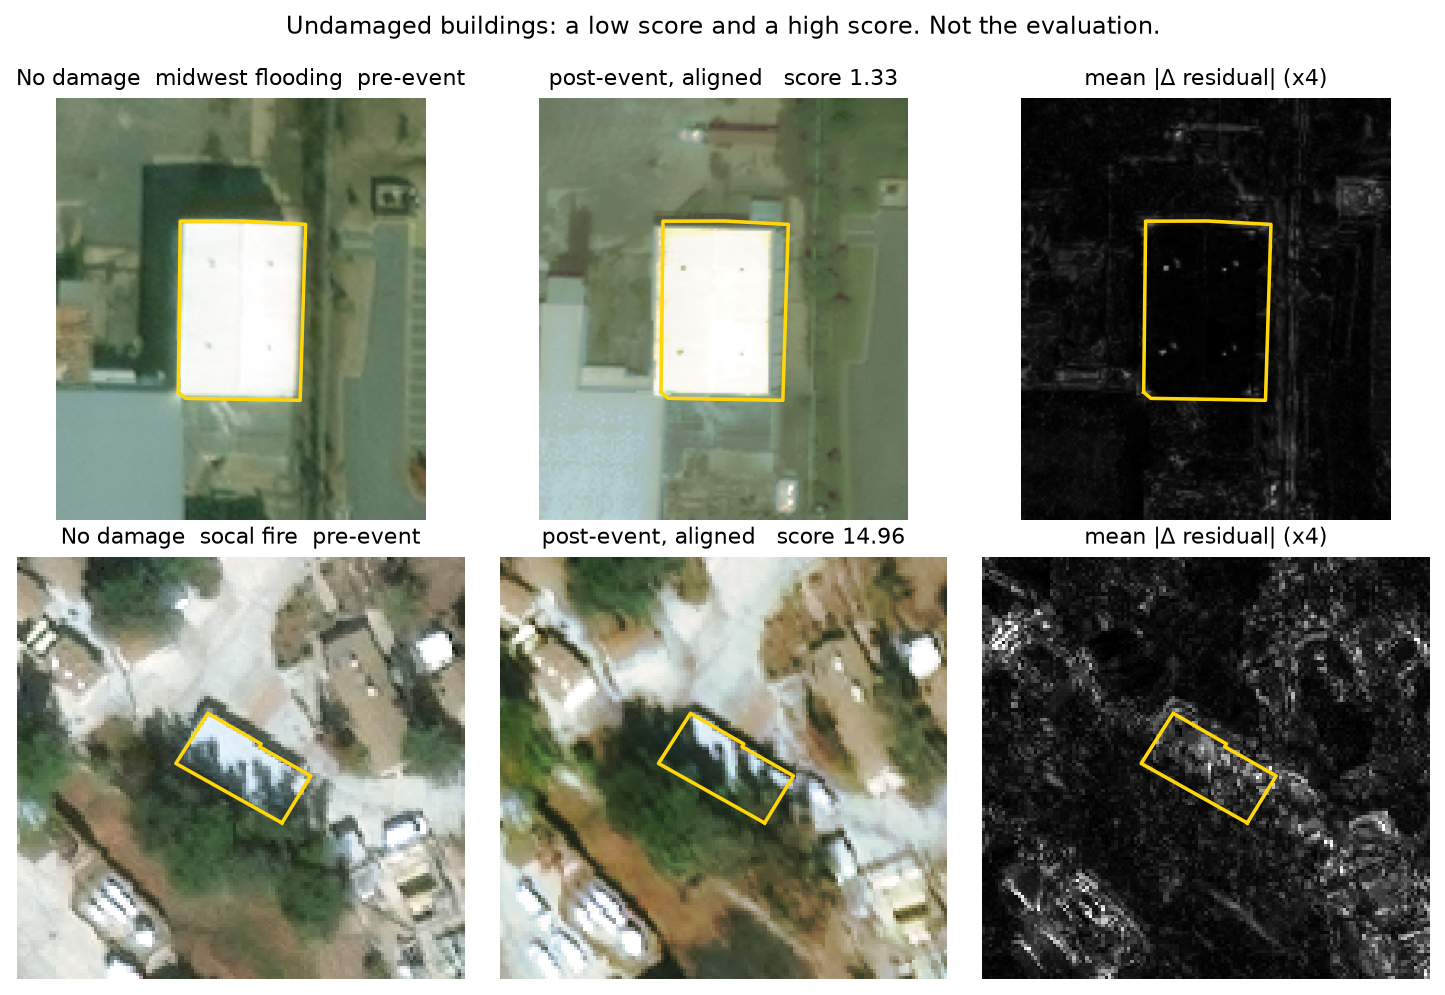 Undamaged buildings: a low score and a high score. Not the evaluation.
No damage  midwest flooding  pre-event
post-event, aligned   score 1.33
mean |Δ residual| (x4)
No damage  socal fire  pre-event
post-event, aligned   score 14.96
mean |Δ residual| (x4)